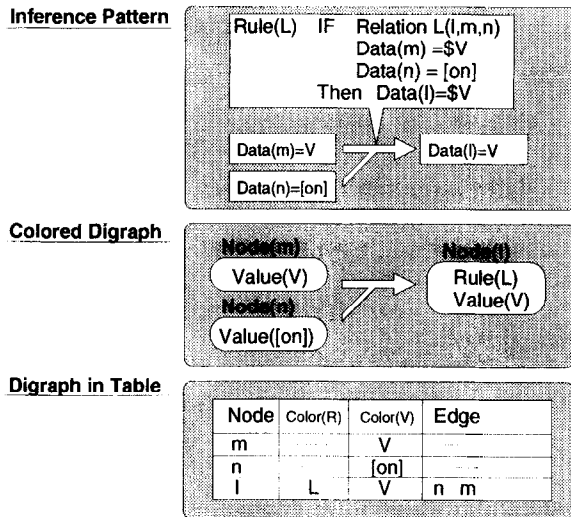 Inference Pattern
Rule(L) IF Relation L(l,m,n)
Data(m) =$V
Data(n) = [on]
Then Data(l)=$V
Data(m)=V
Data(l)=V
Data(n)=[on]
Colored Digraph
Node(m)
Node(l)
Value(V)
Rule(L)
Value(V)
Node(n)
Value([on])
Digraph in Table
Node Color(R) Color(V) Edge
m V
n [on]
l L V n m